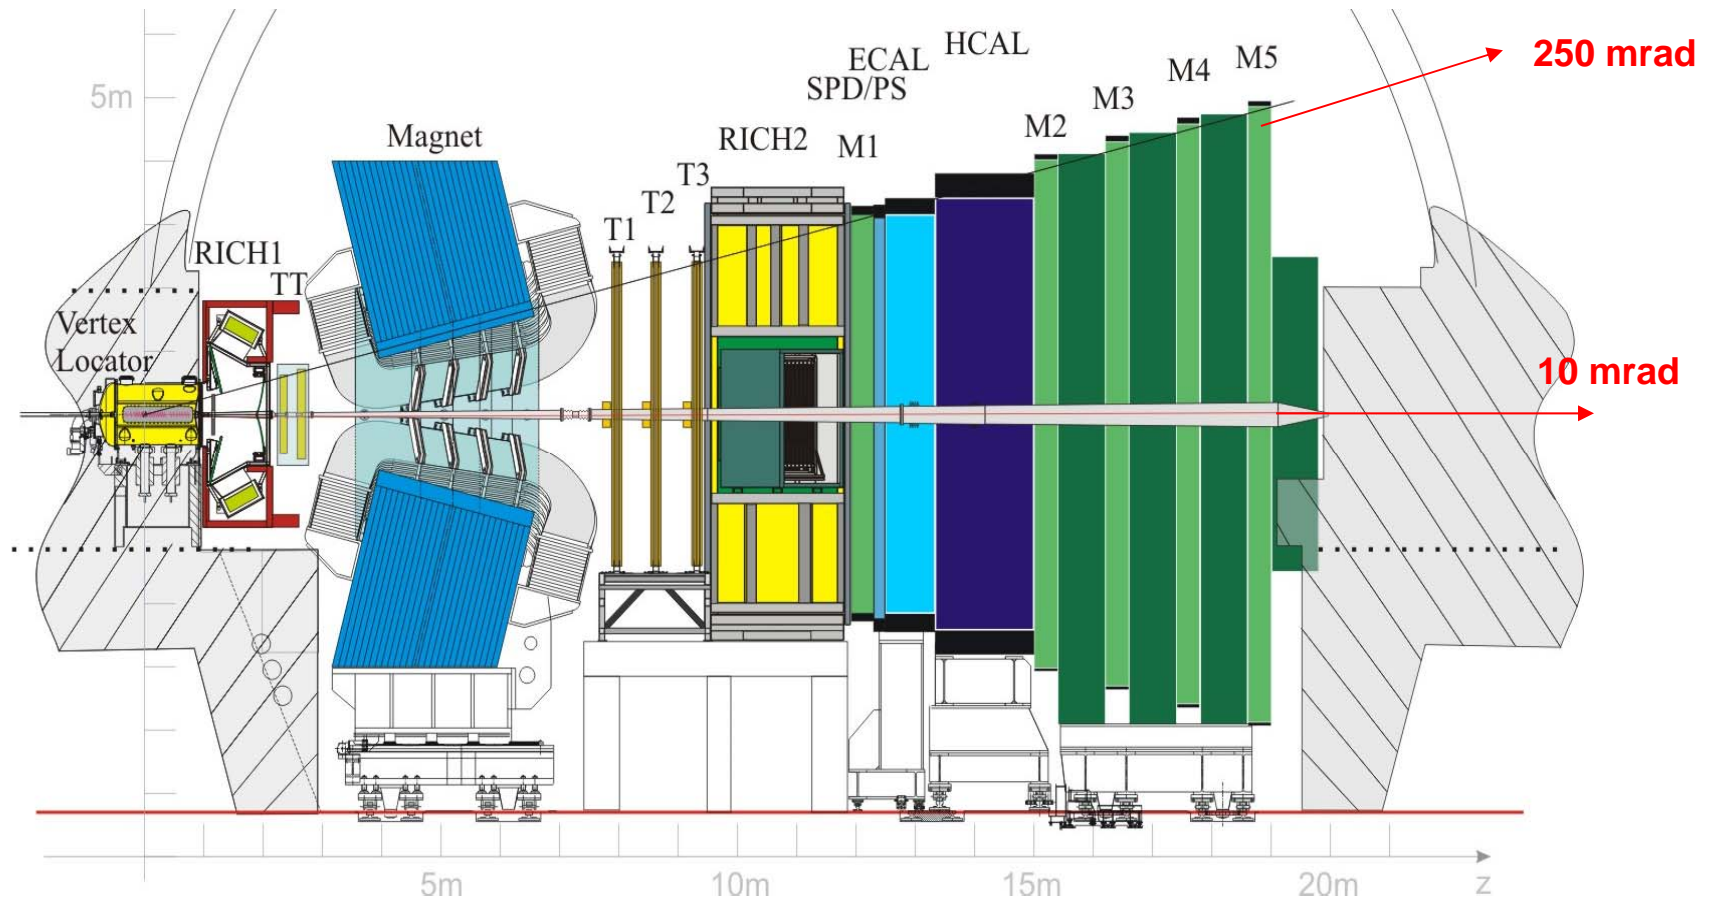 HCAL
250 mrad
ECAL
M5
M4
SPD/PS
5m
M3
M2
Magnet
RICH2
M1
T3
T2
T1
RICH1
TT
Vertex
Locator
10 mrad
5m
10m
15m
20m
z